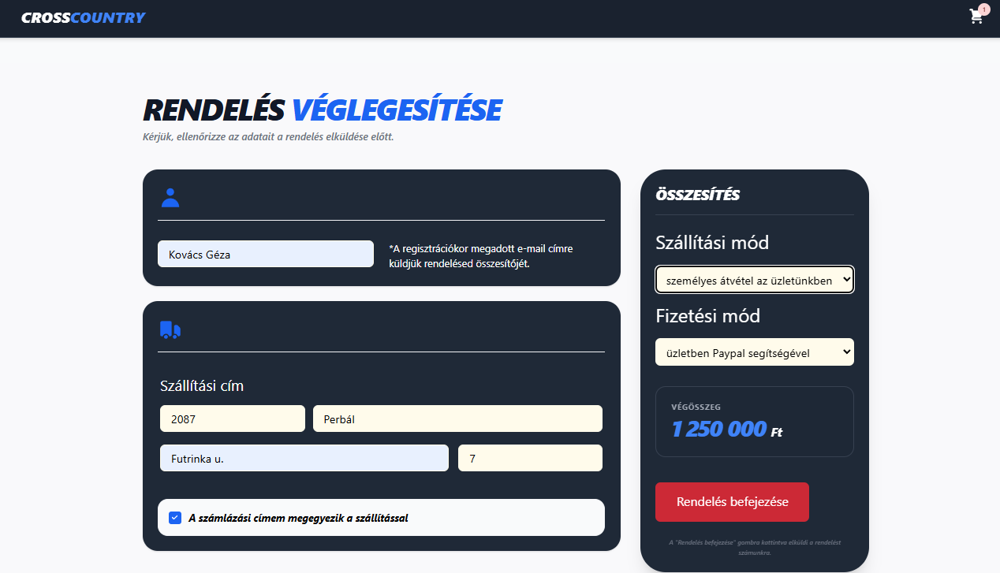 CROSSCOUNTRY
1
RENDELÉS VÉGLEGESÍTÉSE
Kérjük, ellenőrizze az adatait a rendelés elküldése előtt.
Kovács Géza
*A regisztrációkor megadott e-mail címre
küldjük rendelésed összesítőjét.
Szállítási cím
2087
Perbál
Futrinka u.
7
A számlázási címem megegyezik a szállítással
ÖSSZESÍTÉS
Szállítási mód
személyes átvétel az üzletünkben
Fizetési mód
üzletben Paypal segítségével
VÉGÖSSZEG
1 250 000 Ft
Rendelés befejezése
A "Rendelés befejezése" gombra kattintva elküldi a rendelést
számunkra.